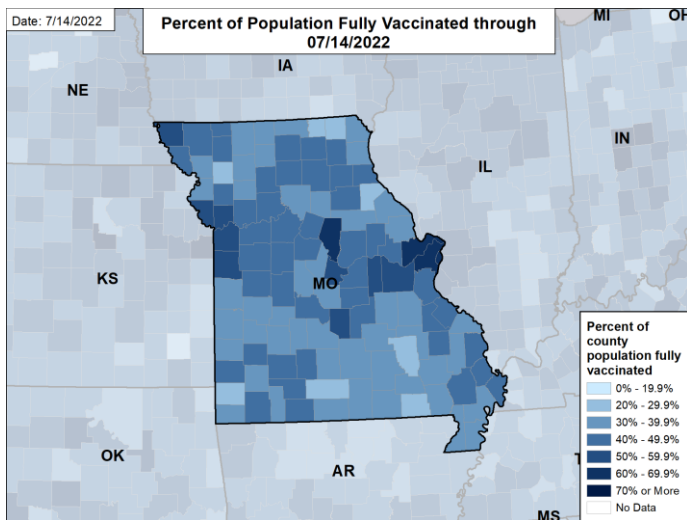 Date: 7/14/2022
Percent of Population Fully Vaccinated through
07/14/2022
MI
OH
IA
NE
IN
IL
KS
MO
OK
AR
MS
Percent of
county
population fully
vaccinated
0% - 19.9%
20% - 29.9%
30% - 39.9%
40% - 49.9%
50% - 59.9%
60% - 69.9%
70% or More
No Data